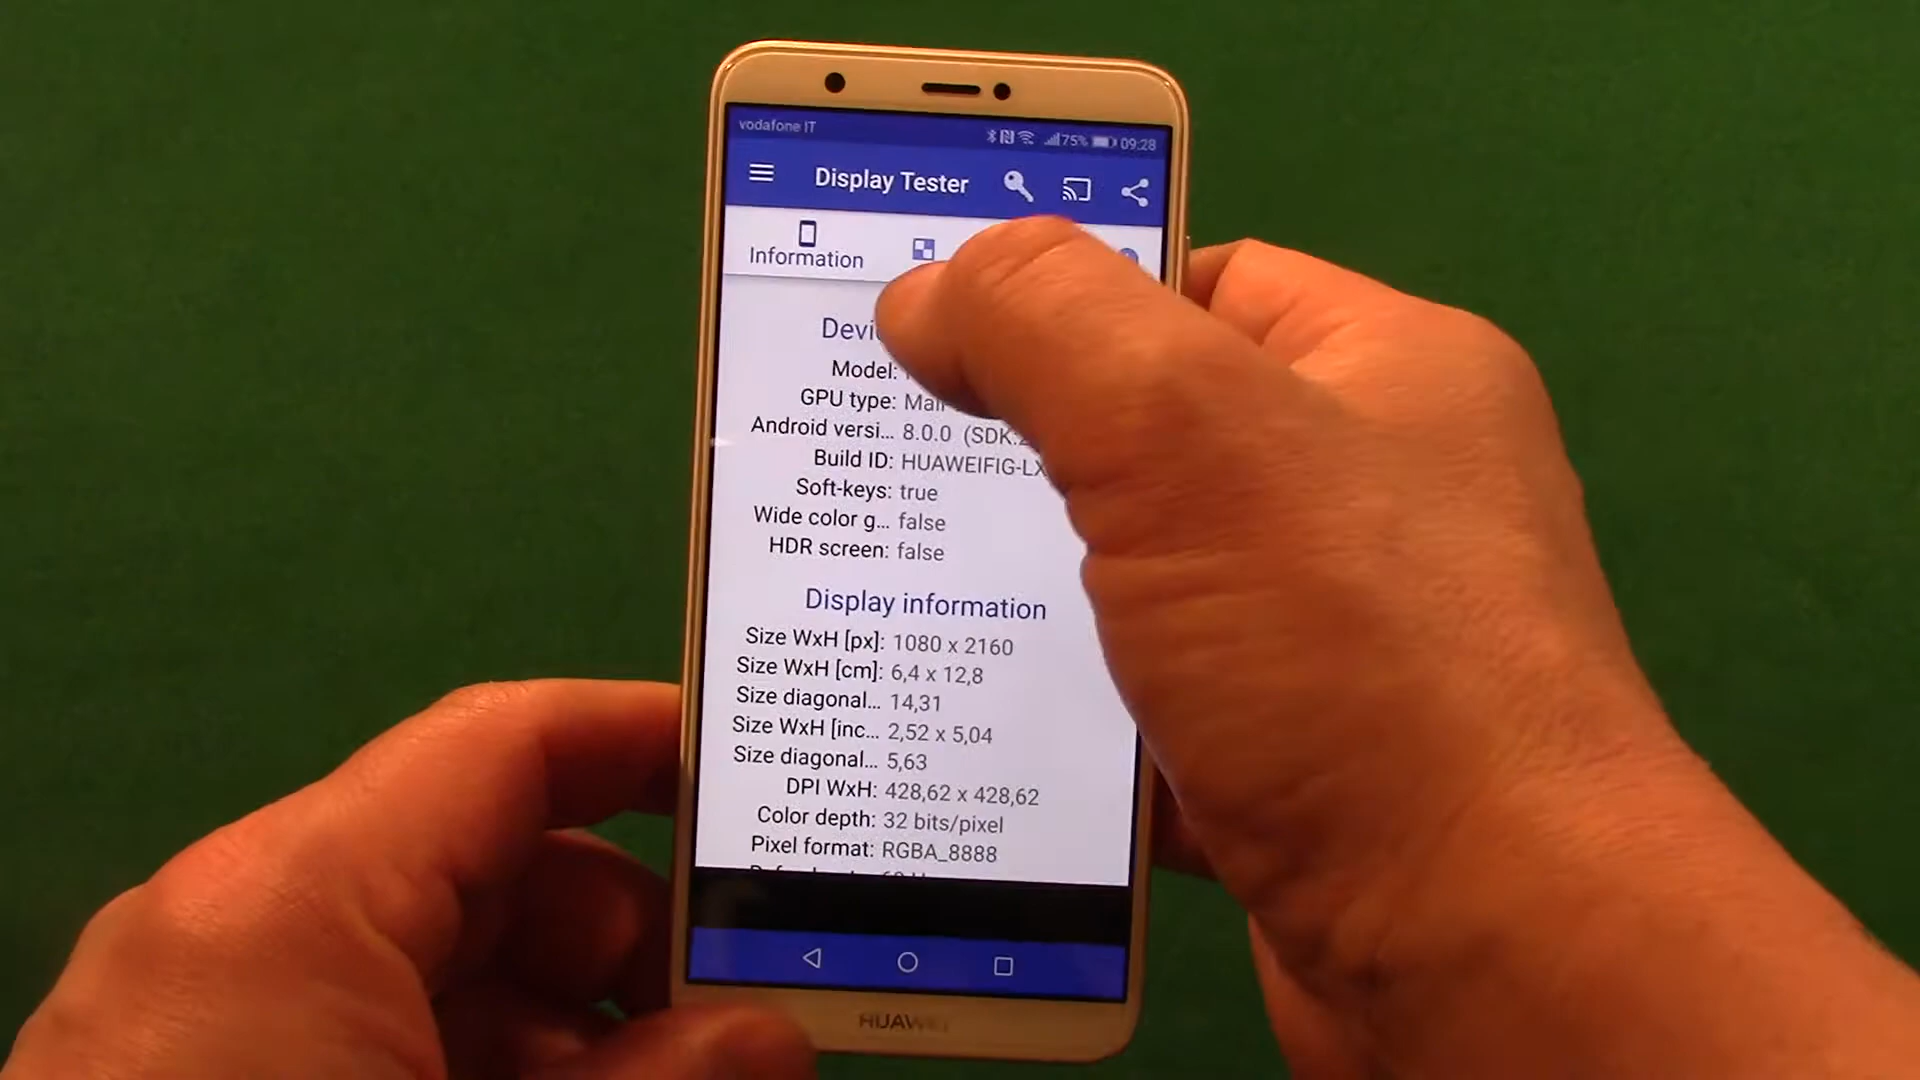 vodafone IT
75% 09:28
Display Tester
Information
Model:
GPU type:
Android versi... 8.0.0 (SDK:
Build ID: HUAWEIFIG-LX
Soft-keys: true
Wide color g... false
HDR screen: false
Display information
Size WxH [px]: 1080 x 2160
Size WxH [cm]: 6,4 x 12,8
Size diagonal... 14,31
Size WxH [inc... 2,52 x 5,04
Size diagonal... 5,63
DPI WxH: 428,62 x 428,62
Color depth: 32 bits/pixel
Pixel format: RGBA_8888
HUAWEI